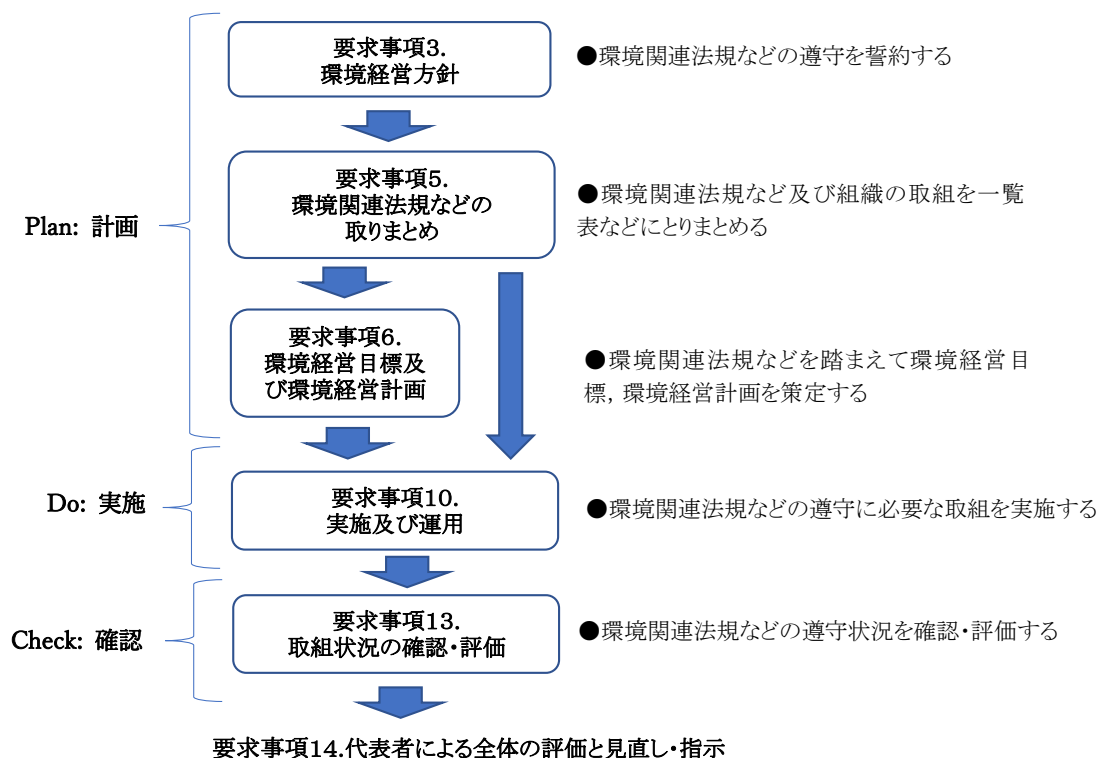 要求事項3.
環境経営方針
●環境関連法規などの遵守を誓約する
要求事項5.
環境関連法規などの
取りまとめ
●環境関連法規など及び組織の取組を一覧
表などにとりまとめる
Plan: 計画
要求事項6.
環境経営目標及
び環境経営計画
●環境関連法規などを踏まえて環境経営目
標, 環境経営計画を策定する
Do: 実施
要求事項10.
実施及び運用
●環境関連法規などの遵守に必要な取組を実施する
Check: 確認
要求事項13.
取組状況の確認・評価
●環境関連法規などの遵守状況を確認・評価する
要求事項14.代表者による全体の評価と見直し・指示